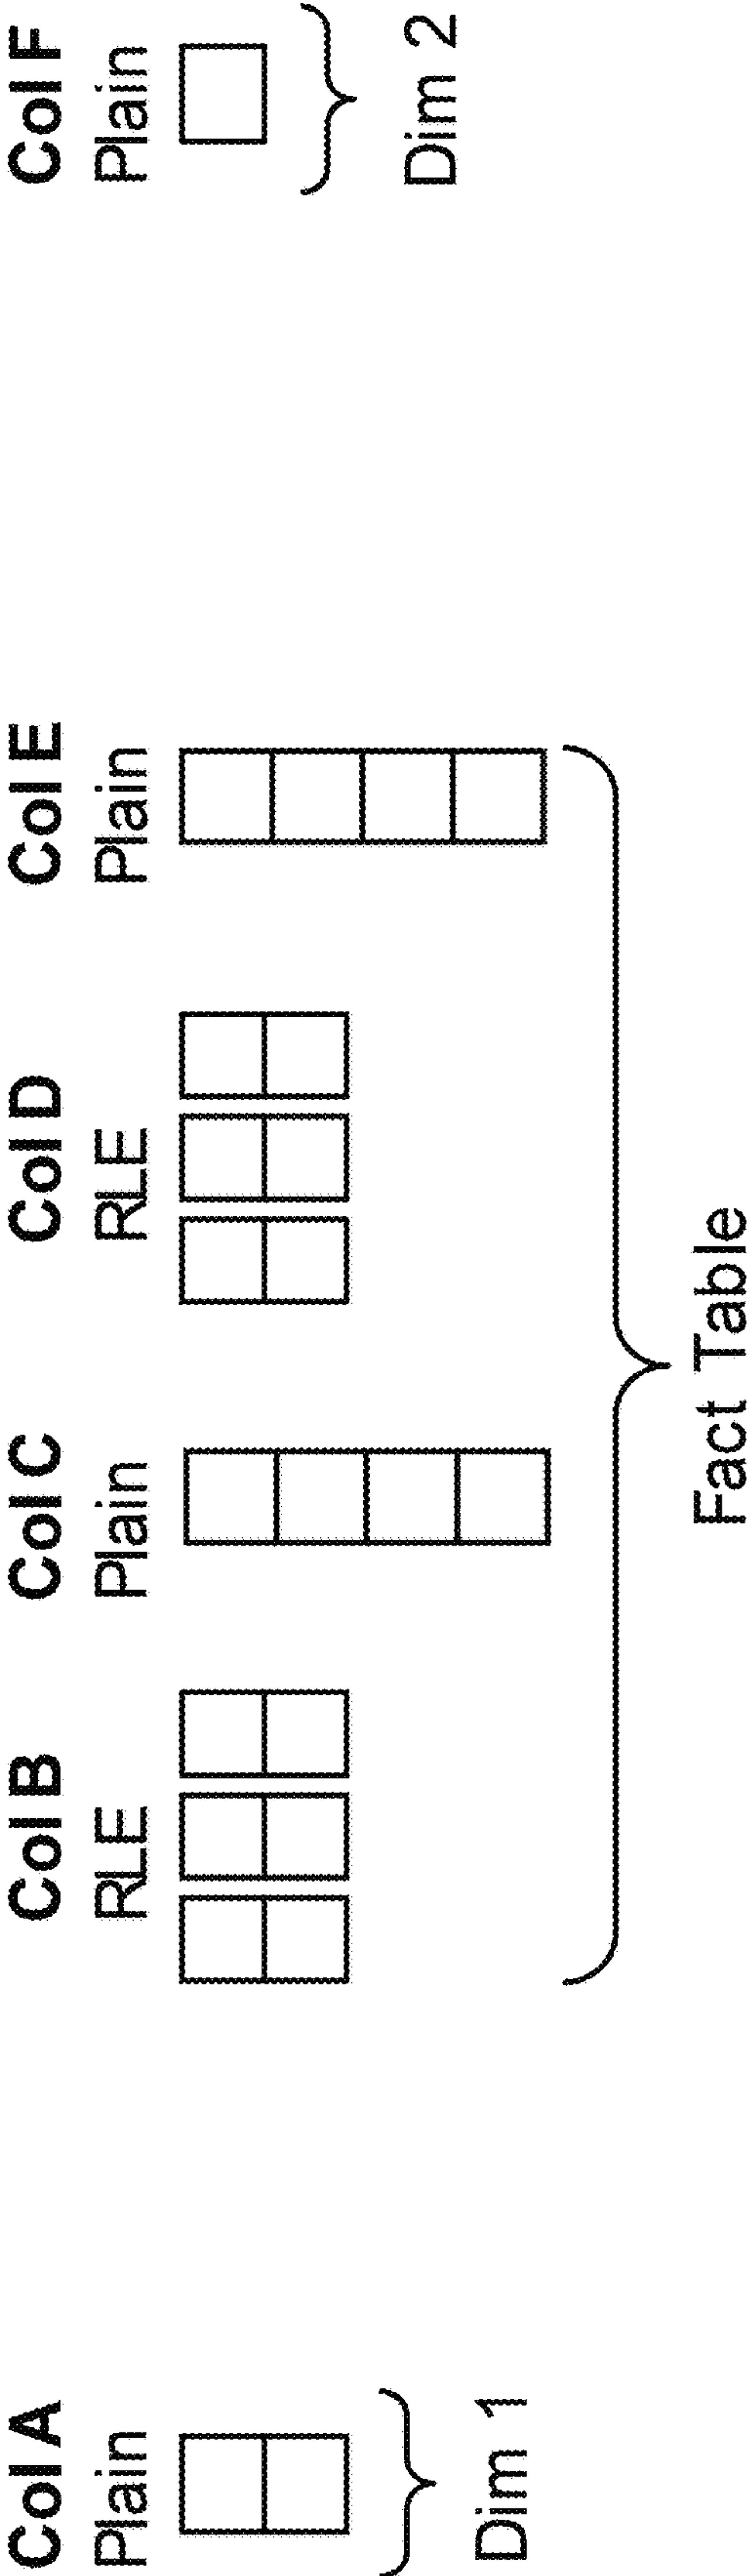 Col A Col B Col C Col D Col E Col F
Plain RLE Plain RLE Plain Plain
Dim 1 Fact Table Dim 2